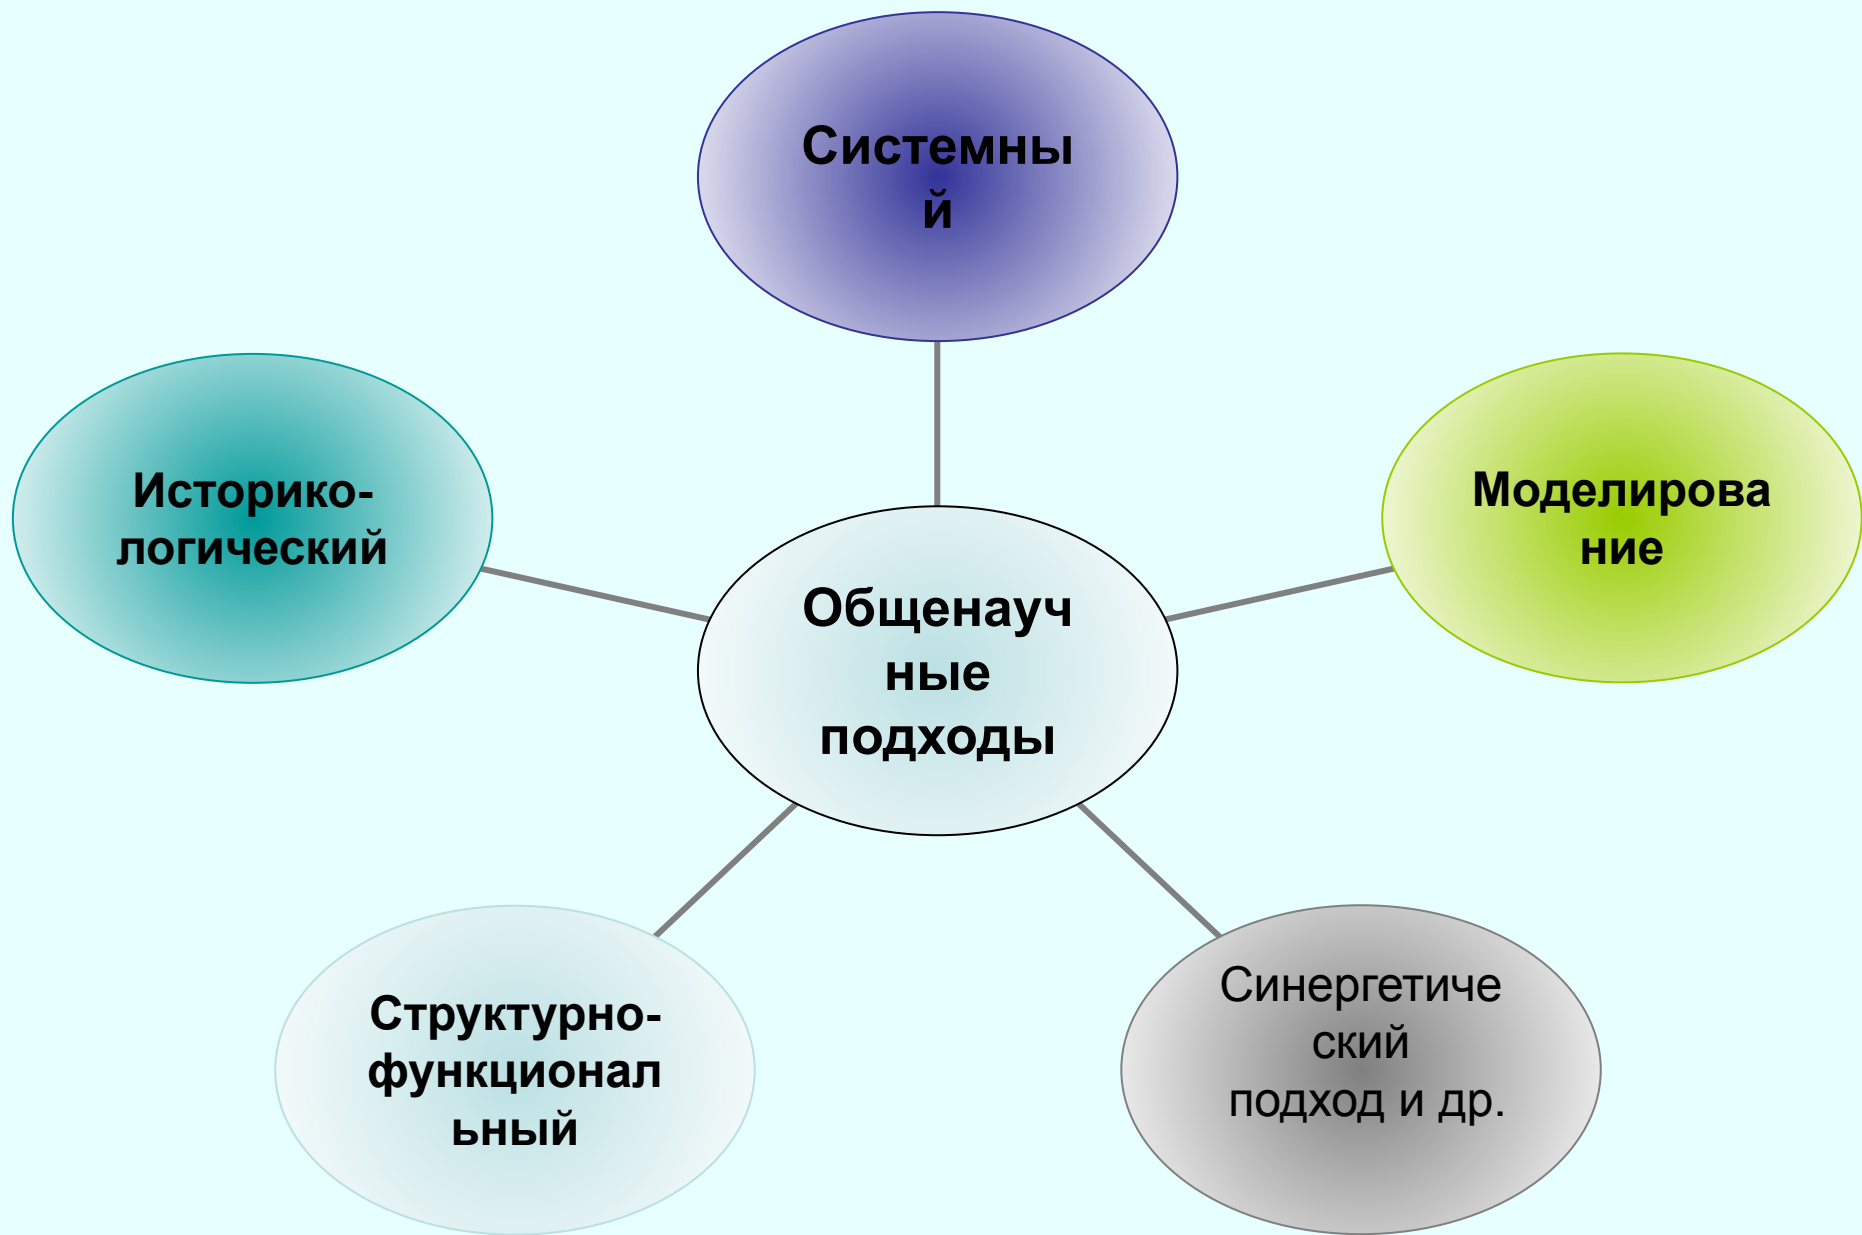 Системны
й
Историко-
логический
Моделирова
ние
Общенауч
ные
подходы
Структурно-
функционал
ьный
Синергетиче
ский
подход и др.